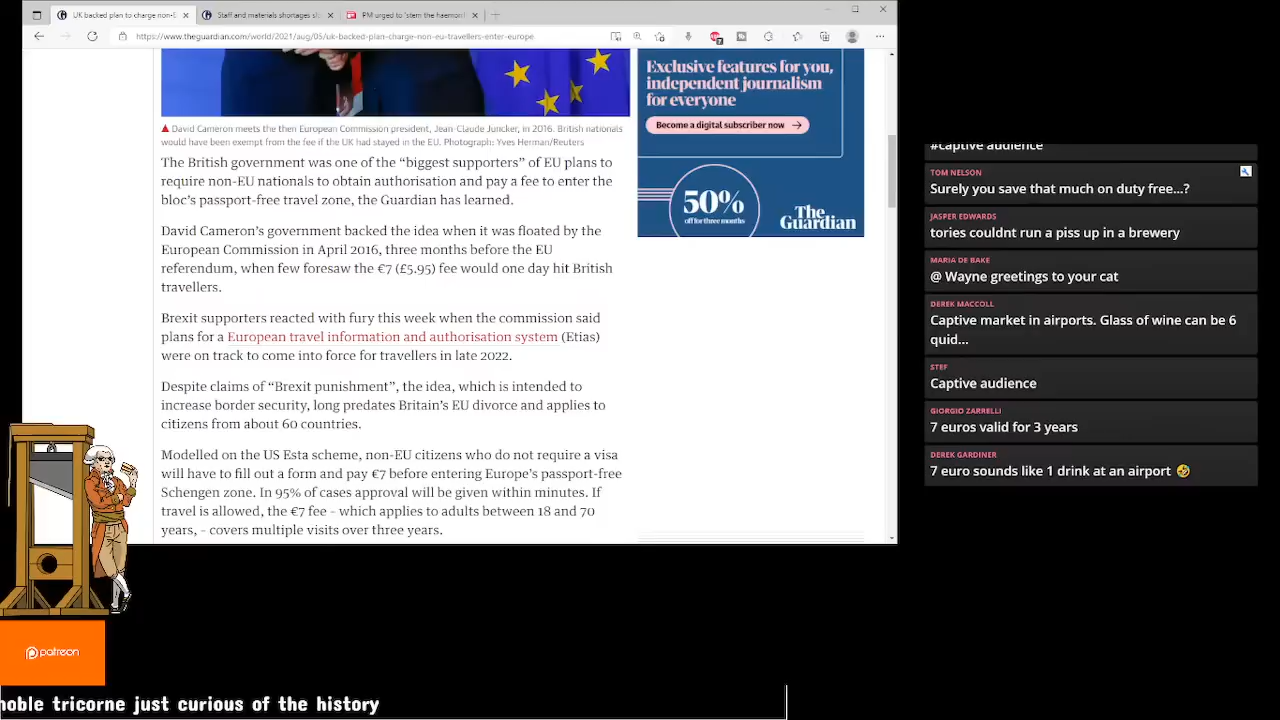 UK backed plan to charge non-E
Staff and materials shortages s
PM urged to 'stem the haemon
https://www.theguardian.com/world/2021/aug/05/uk-backed-plan-charge-non-eu-travellers-enter-europe
David Cameron meets the then European Commission president, Jean-Claude Juncker, in 2016. British nationals
would have been exempt from the fee if the UK had stayed in the EU. Photograph: Yves Herman/Reuters
The British government was one of the “biggest supporters” of EU plans to
require non-EU nationals to obtain authorisation and pay a fee to enter the
bloc’s passport-free travel zone, the Guardian has learned.
David Cameron’s government backed the idea when it was floated by the
European Commission in April 2016, three months before the EU
referendum, when few foresaw the €7 (£5.95) fee would one day hit British
travellers.
Brexit supporters reacted with fury this week when the commission said
plans for a European travel information and authorisation system (Etias)
were on track to come into force for travellers in late 2022.
Despite claims of “Brexit punishment”, the idea, which is intended to
increase border security, long predates Britain’s EU divorce and applies to
citizens from about 60 countries.
Modelled on the US Esta scheme, non-EU citizens who do not require a visa
will have to fill out a form and pay €7 before entering Europe’s passport-free
Schengen zone. In 95% of cases approval will be given within minutes. If
travel is allowed, the €7 fee – which applies to adults between 18 and 70
years, – covers multiple visits over three years.
Exclusive features for you,
independent journalism
for everyone
Become a digital subscriber now
50%
off for three months
The
Guardian
#captive audience
TOM NELSON
Surely you save that much on duty free...?
JASPER EDWARDS
tories couldnt run a piss up in a brewery
MARIA DE BAKE
@ Wayne greetings to your cat
DEREK MACCOLL
Captive market in airports. Glass of wine can be 6
quid...
STEF
Captive audience
GIORGIO ZARRELLI
7 euros valid for 3 years
DEREK GARDINER
7 euro sounds like 1 drink at an airport 🤣
patreon
noble tricorne just curious of the history